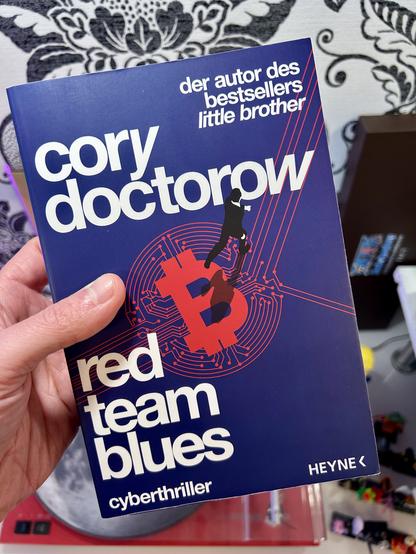 der autor des
bestsellers
little brother
cory
doctorow
red
team
blues
cyberthriller
HEYNE<